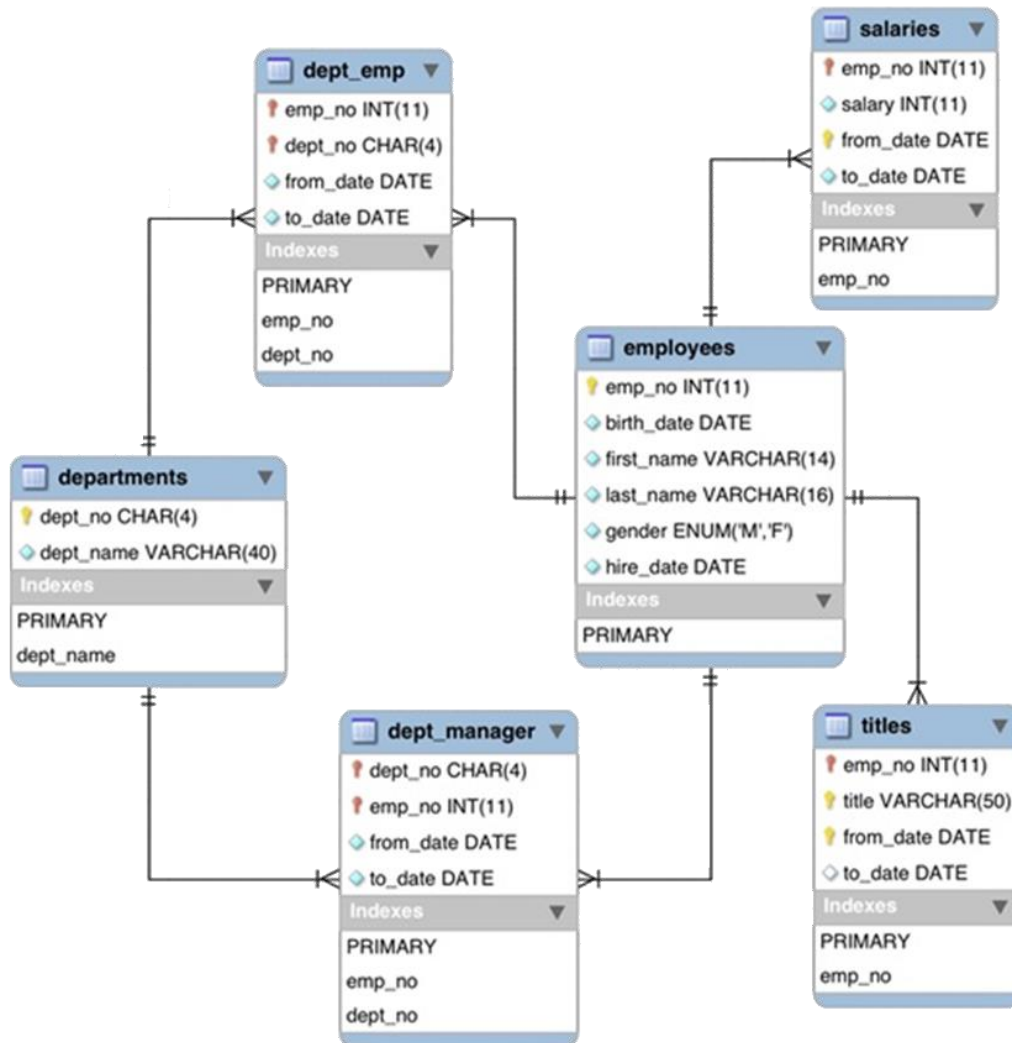 dept_emp
emp_no INT(11)
dept_no CHAR(4)
from_date DATE
to_date DATE
Indexes
PRIMARY
emp_no
dept_no
salaries
emp_no INT(11)
salary INT(11)
from_date DATE
to_date DATE
Indexes
PRIMARY
emp_no
employees
emp_no INT(11)
birth_date DATE
first_name VARCHAR(14)
last_name VARCHAR(16)
gender ENUM('M','F')
hire_date DATE
Indexes
PRIMARY
departments
dept_no CHAR(4)
dept_name VARCHAR(40)
Indexes
PRIMARY
dept_name
dept_manager
dept_no CHAR(4)
emp_no INT(11)
from_date DATE
to_date DATE
Indexes
PRIMARY
emp_no
dept_no
titles
emp_no INT(11)
title VARCHAR(50)
from_date DATE
to_date DATE
Indexes
PRIMARY
emp_no